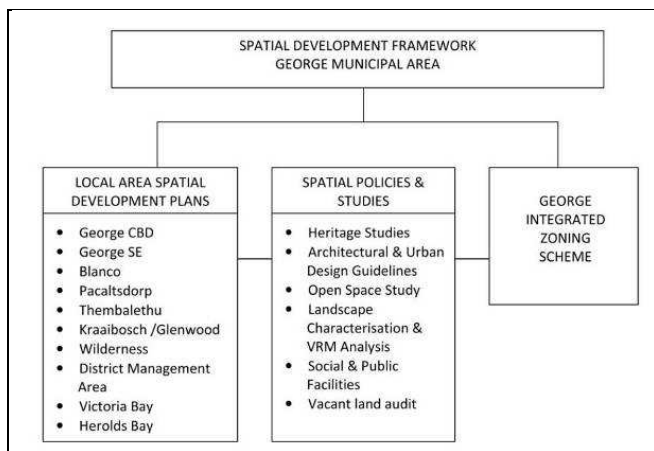 SPATIAL DEVELOPMENT FRAMEWORK
GEORGE MUNICIPAL AREA
LOCAL AREA SPATIAL
DEVELOPMENT PLANS
• George CBD
• George SE
• Blanco
• Pacaltsdorp
• Thembalethu
• Kraaibosch /Glenwood
• Wilderness
• District Management
Area
• Victoria Bay
• Herolds Bay
SPATIAL POLICIES &
STUDIES
• Heritage Studies
• Architectural & Urban
Design Guidelines
• Open Space Study
• Landscape
Characterisation &
VRM Analysis
• Social & Public
Facilities
• Vacant land audit
GEORGE
INTEGRATED
ZONING
SCHEME